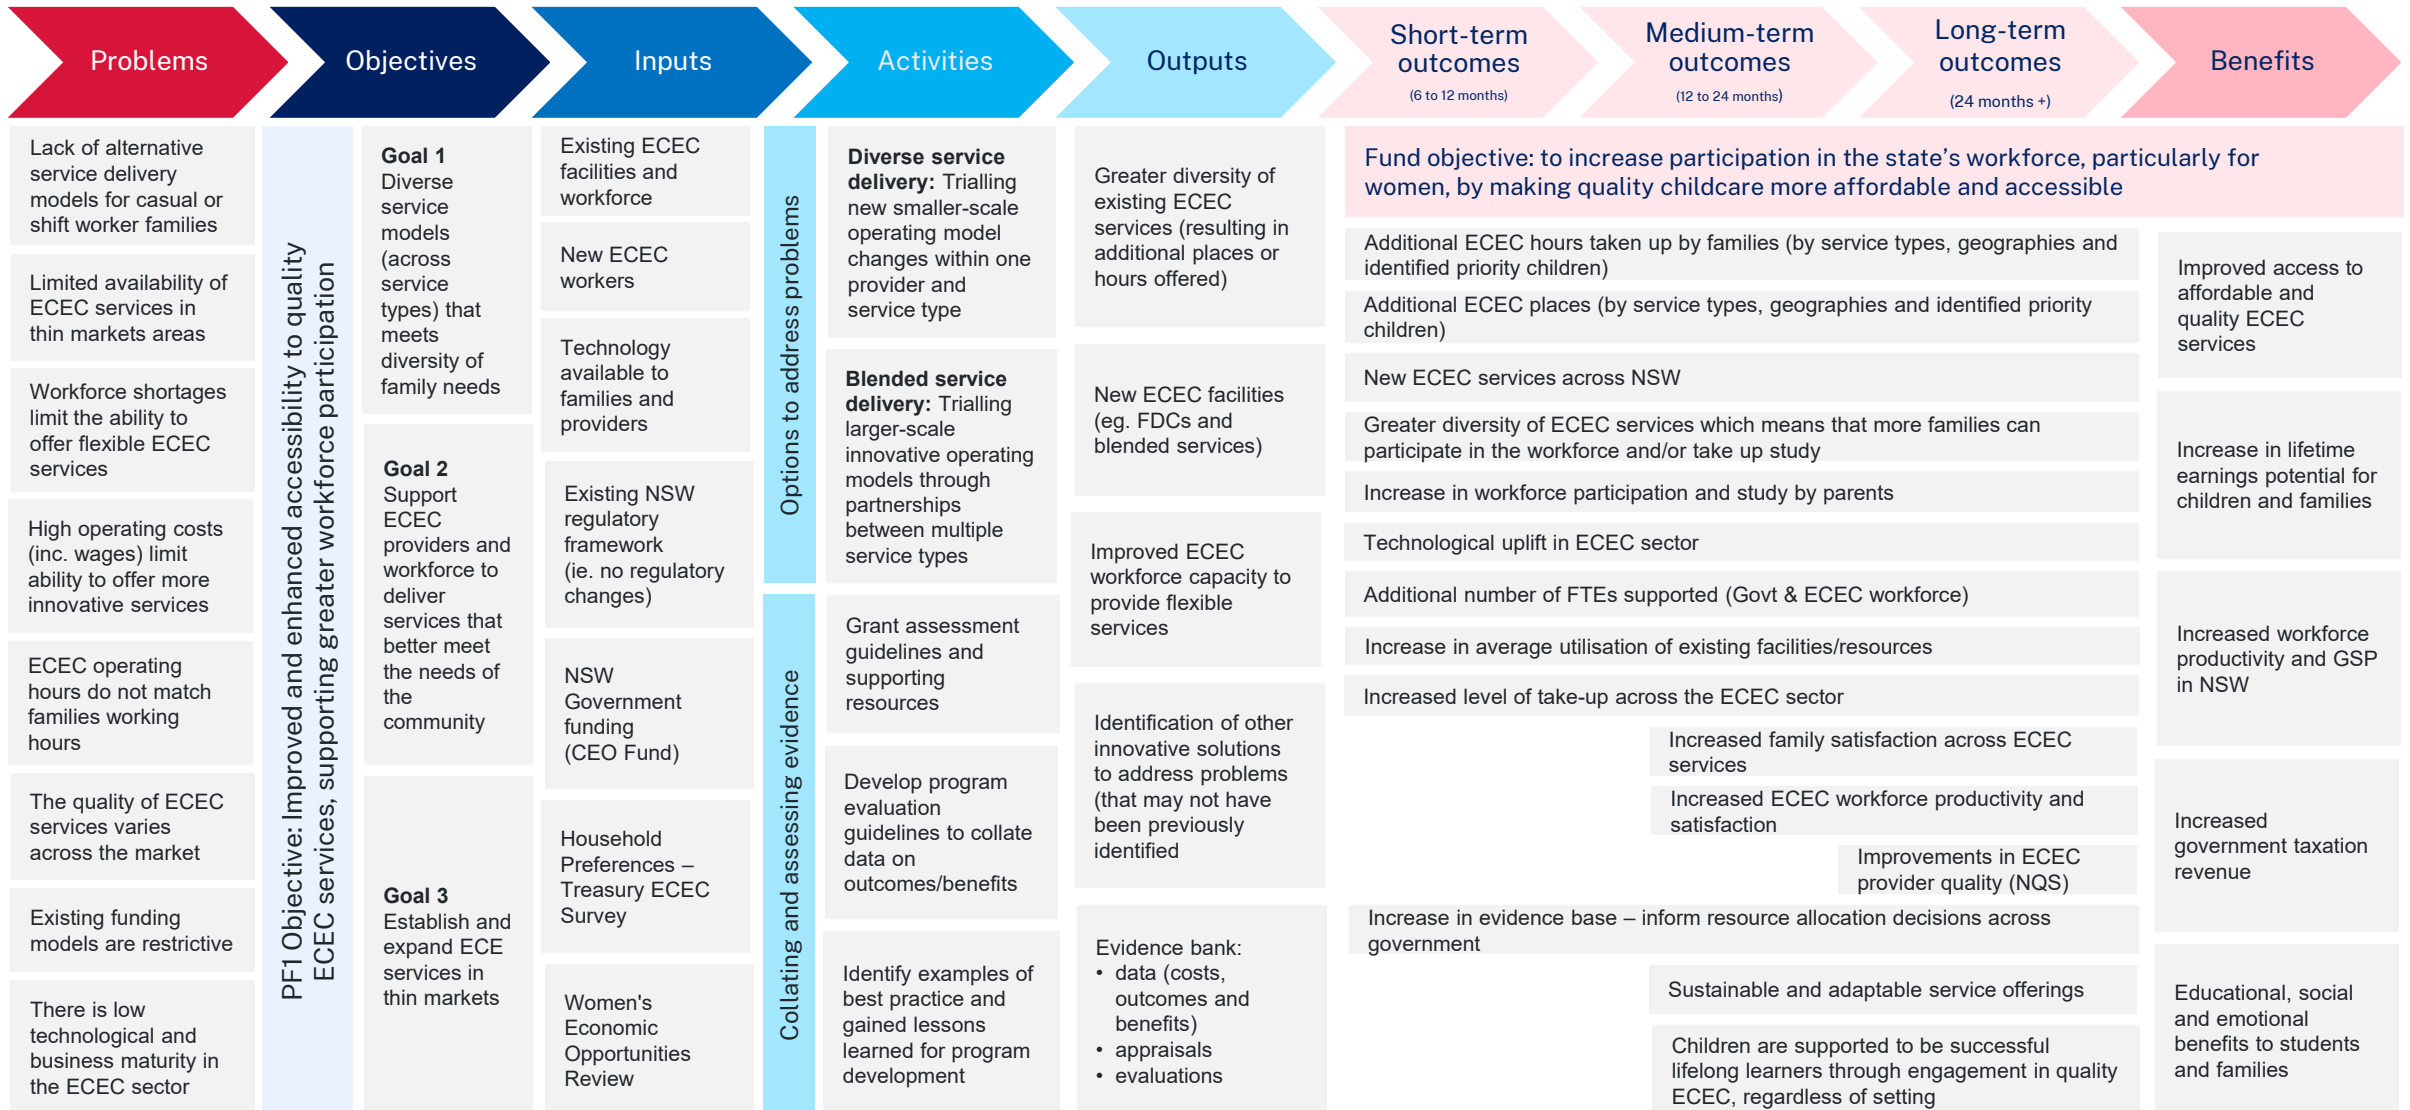 Problems
Objectives
Inputs
Activities
Outputs
Short-term
outcomes
(6 to 12 months)
Medium-term
outcomes
(12 to 24 months)
Long-term
outcomes
(24 months +)
Benefits
Lack of alternative
service delivery
models for casual or
shift worker families
Limited availability of
ECEC services in
thin markets areas
Workforce shortages
limit the ability to
offer flexible ECEC
services
High operating costs
(inc. wages) limit
ability to offer more
innovative services
ECEC operating
hours do not match
families working
hours
The quality of ECEC
services varies
across the market
Existing funding
models are restrictive
There is low
technological and
business maturity in
the ECEC sector
PF1 Objective: Improved and enhanced accessibility to quality
ECEC services, supporting greater workforce participation
Goal 1
Diverse
service
models
(across
service
types) that
meets
diversity of
family needs
Goal 2
Support
ECEC
providers and
workforce to
deliver
services that
better meet
the needs of
the
community
Goal 3
Establish and
expand ECE
services in
thin markets
Existing ECEC
facilities and
workforce
New ECEC
workers
Technology
available to
families and
providers
Existing NSW
regulatory
framework
(ie. no regulatory
changes)
NSW
Government
funding
(CEO Fund)
Household
Preferences –
Treasury ECEC
Survey
Women's
Economic
Opportunities
Review
Options to address problems
Collating and assessing evidence
Diverse service
delivery: Trialling
new smaller-scale
operating model
changes within one
provider and
service type
Blended service
delivery: Trialling
larger-scale
innovative operating
models through
partnerships
between multiple
service types
Grant assessment
guidelines and
supporting
resources
Develop program
evaluation
guidelines to collate
data on
outcomes/benefits
Identify examples of
best practice and
gained lessons
learned for program
development
Greater diversity of
existing ECEC
services (resulting in
additional places or
hours offered)
New ECEC facilities
(eg. FDCs and
blended services)
Improved ECEC
workforce capacity to
provide flexible
services
Identification of other
innovative solutions
to address problems
(that may not have
been previously
identified
Evidence bank:
• data (costs,
outcomes and
benefits)
• appraisals
• evaluations
Fund objective: to increase participation in the state’s workforce, particularly for
women, by making quality childcare more affordable and accessible
Additional ECEC hours taken up by families (by service types, geographies and
identified priority children)
Additional ECEC places (by service types, geographies and identified priority
children)
New ECEC services across NSW
Greater diversity of ECEC services which means that more families can
participate in the workforce and/or take up study
Increase in workforce participation and study by parents
Technological uplift in ECEC sector
Additional number of FTEs supported (Govt & ECEC workforce)
Increase in average utilisation of existing facilities/resources
Increased level of take-up across the ECEC sector
Increased family satisfaction across ECEC
services
Increased ECEC workforce productivity and
satisfaction
Improvements in ECEC
provider quality (NQS)
Increase in evidence base – inform resource allocation decisions across
government
Sustainable and adaptable service offerings
Children are supported to be successful
lifelong learners through engagement in quality
ECEC, regardless of setting
Improved access to
affordable and
quality ECEC
services
Increase in lifetime
earnings potential for
children and families
Increased workforce
productivity and GSP
in NSW
Increased
government taxation
revenue
Educational, social
and emotional
benefits to students
and families